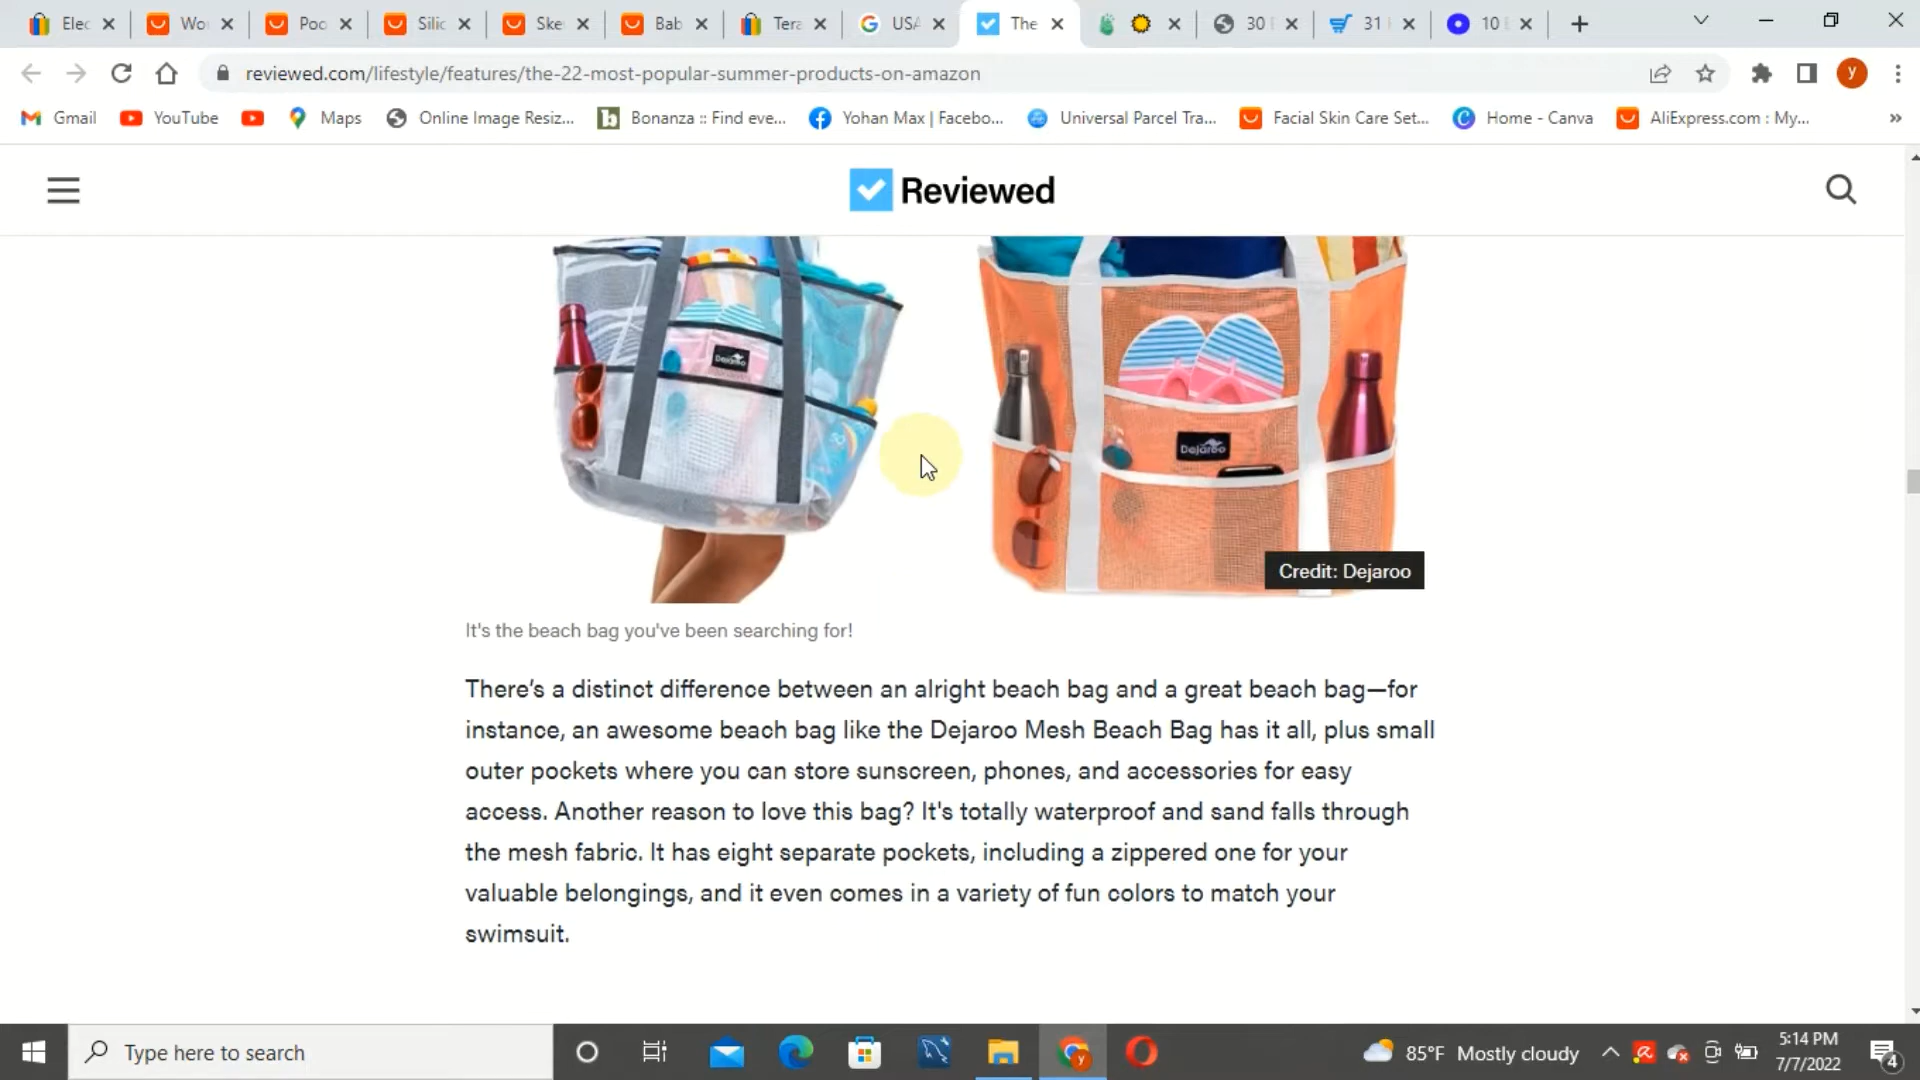 Elec
Wo
Poo
Silic
Ske
Bab
Tera
USA
The
30
31
10
reviewed.com/lifestyle/features/the-22-most-popular-summer-products-on-amazon
y
Gmail
YouTube
Maps
Online Image Resiz...
Bonanza :: Find eve...
Yohan Max | Facebo...
Universal Parcel Tra...
Facial Skin Care Set...
Home - Canva
AliExpress.com : My...
Reviewed
Dejaroo
Dejaroo
Credit: Dejaroo
It's the beach bag you've been searching for!
There's a distinct difference between an alright beach bag and a great beach bag—for
instance, an awesome beach bag like the Dejaroo Mesh Beach Bag has it all, plus small
outer pockets where you can store sunscreen, phones, and accessories for easy
access. Another reason to love this bag? It's totally waterproof and sand falls through
the mesh fabric. It has eight separate pockets, including a zippered one for your
valuable belongings, and it even comes in a variety of fun colors to match your
swimsuit.
Type here to search
85°F Mostly cloudy
5:14 PM
7/7/2022
4